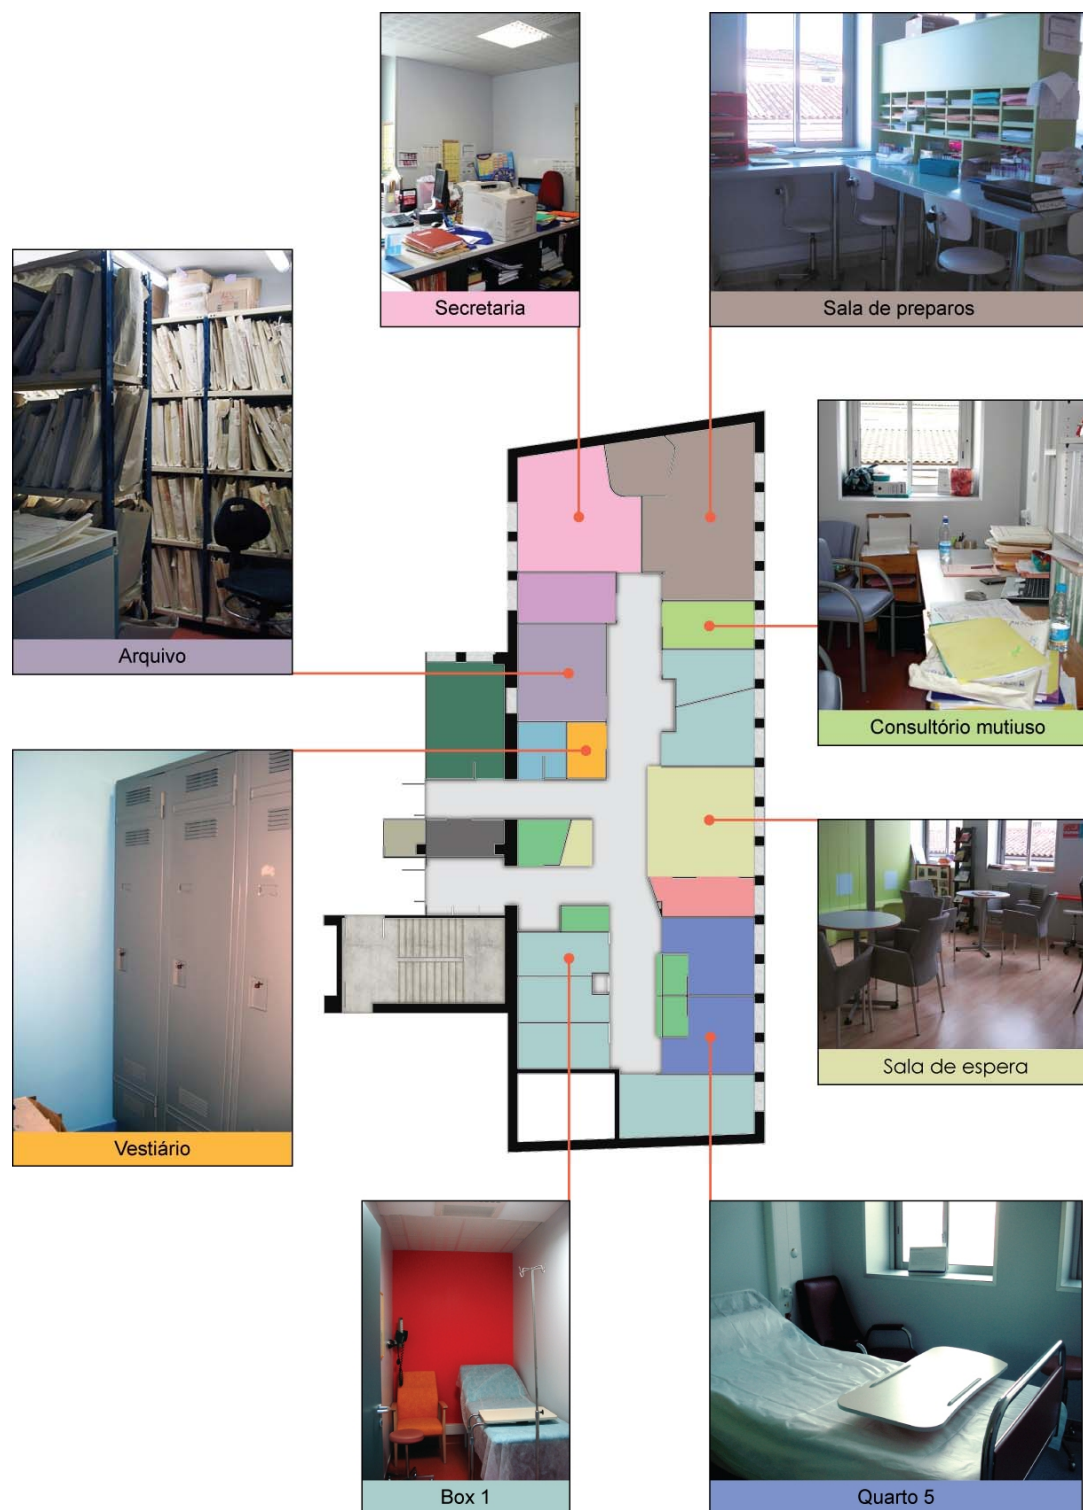 Secretaria
Sala de preparos
Arquivo
Consultório mutiuso
Vestiário
Sala de espera
Box 1
Quarto 5